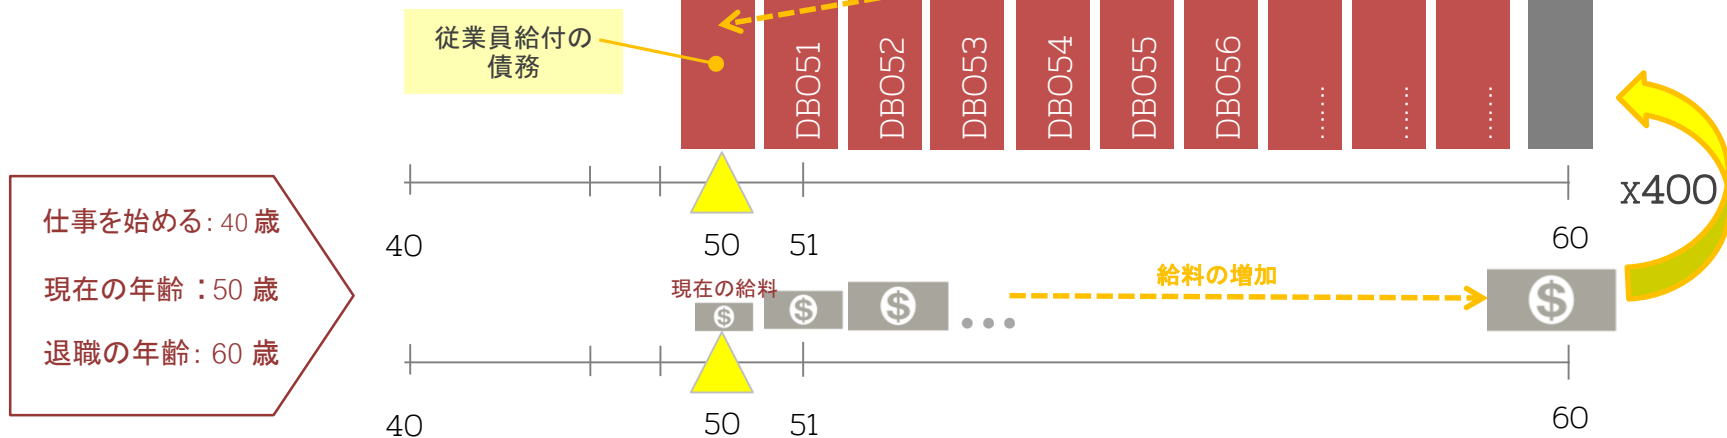 従業員給付の
債務
DBO51
DBO52
DBO53
DBO54
DBO55
DBO56
......
......
......
x400
40
50
51
60
仕事を始める: 40 歳
現在の年齢 : 50 歳
退職の年齢: 60 歳
現在の給料
給料の増加
$
$
$
...
$
40
50
51
60